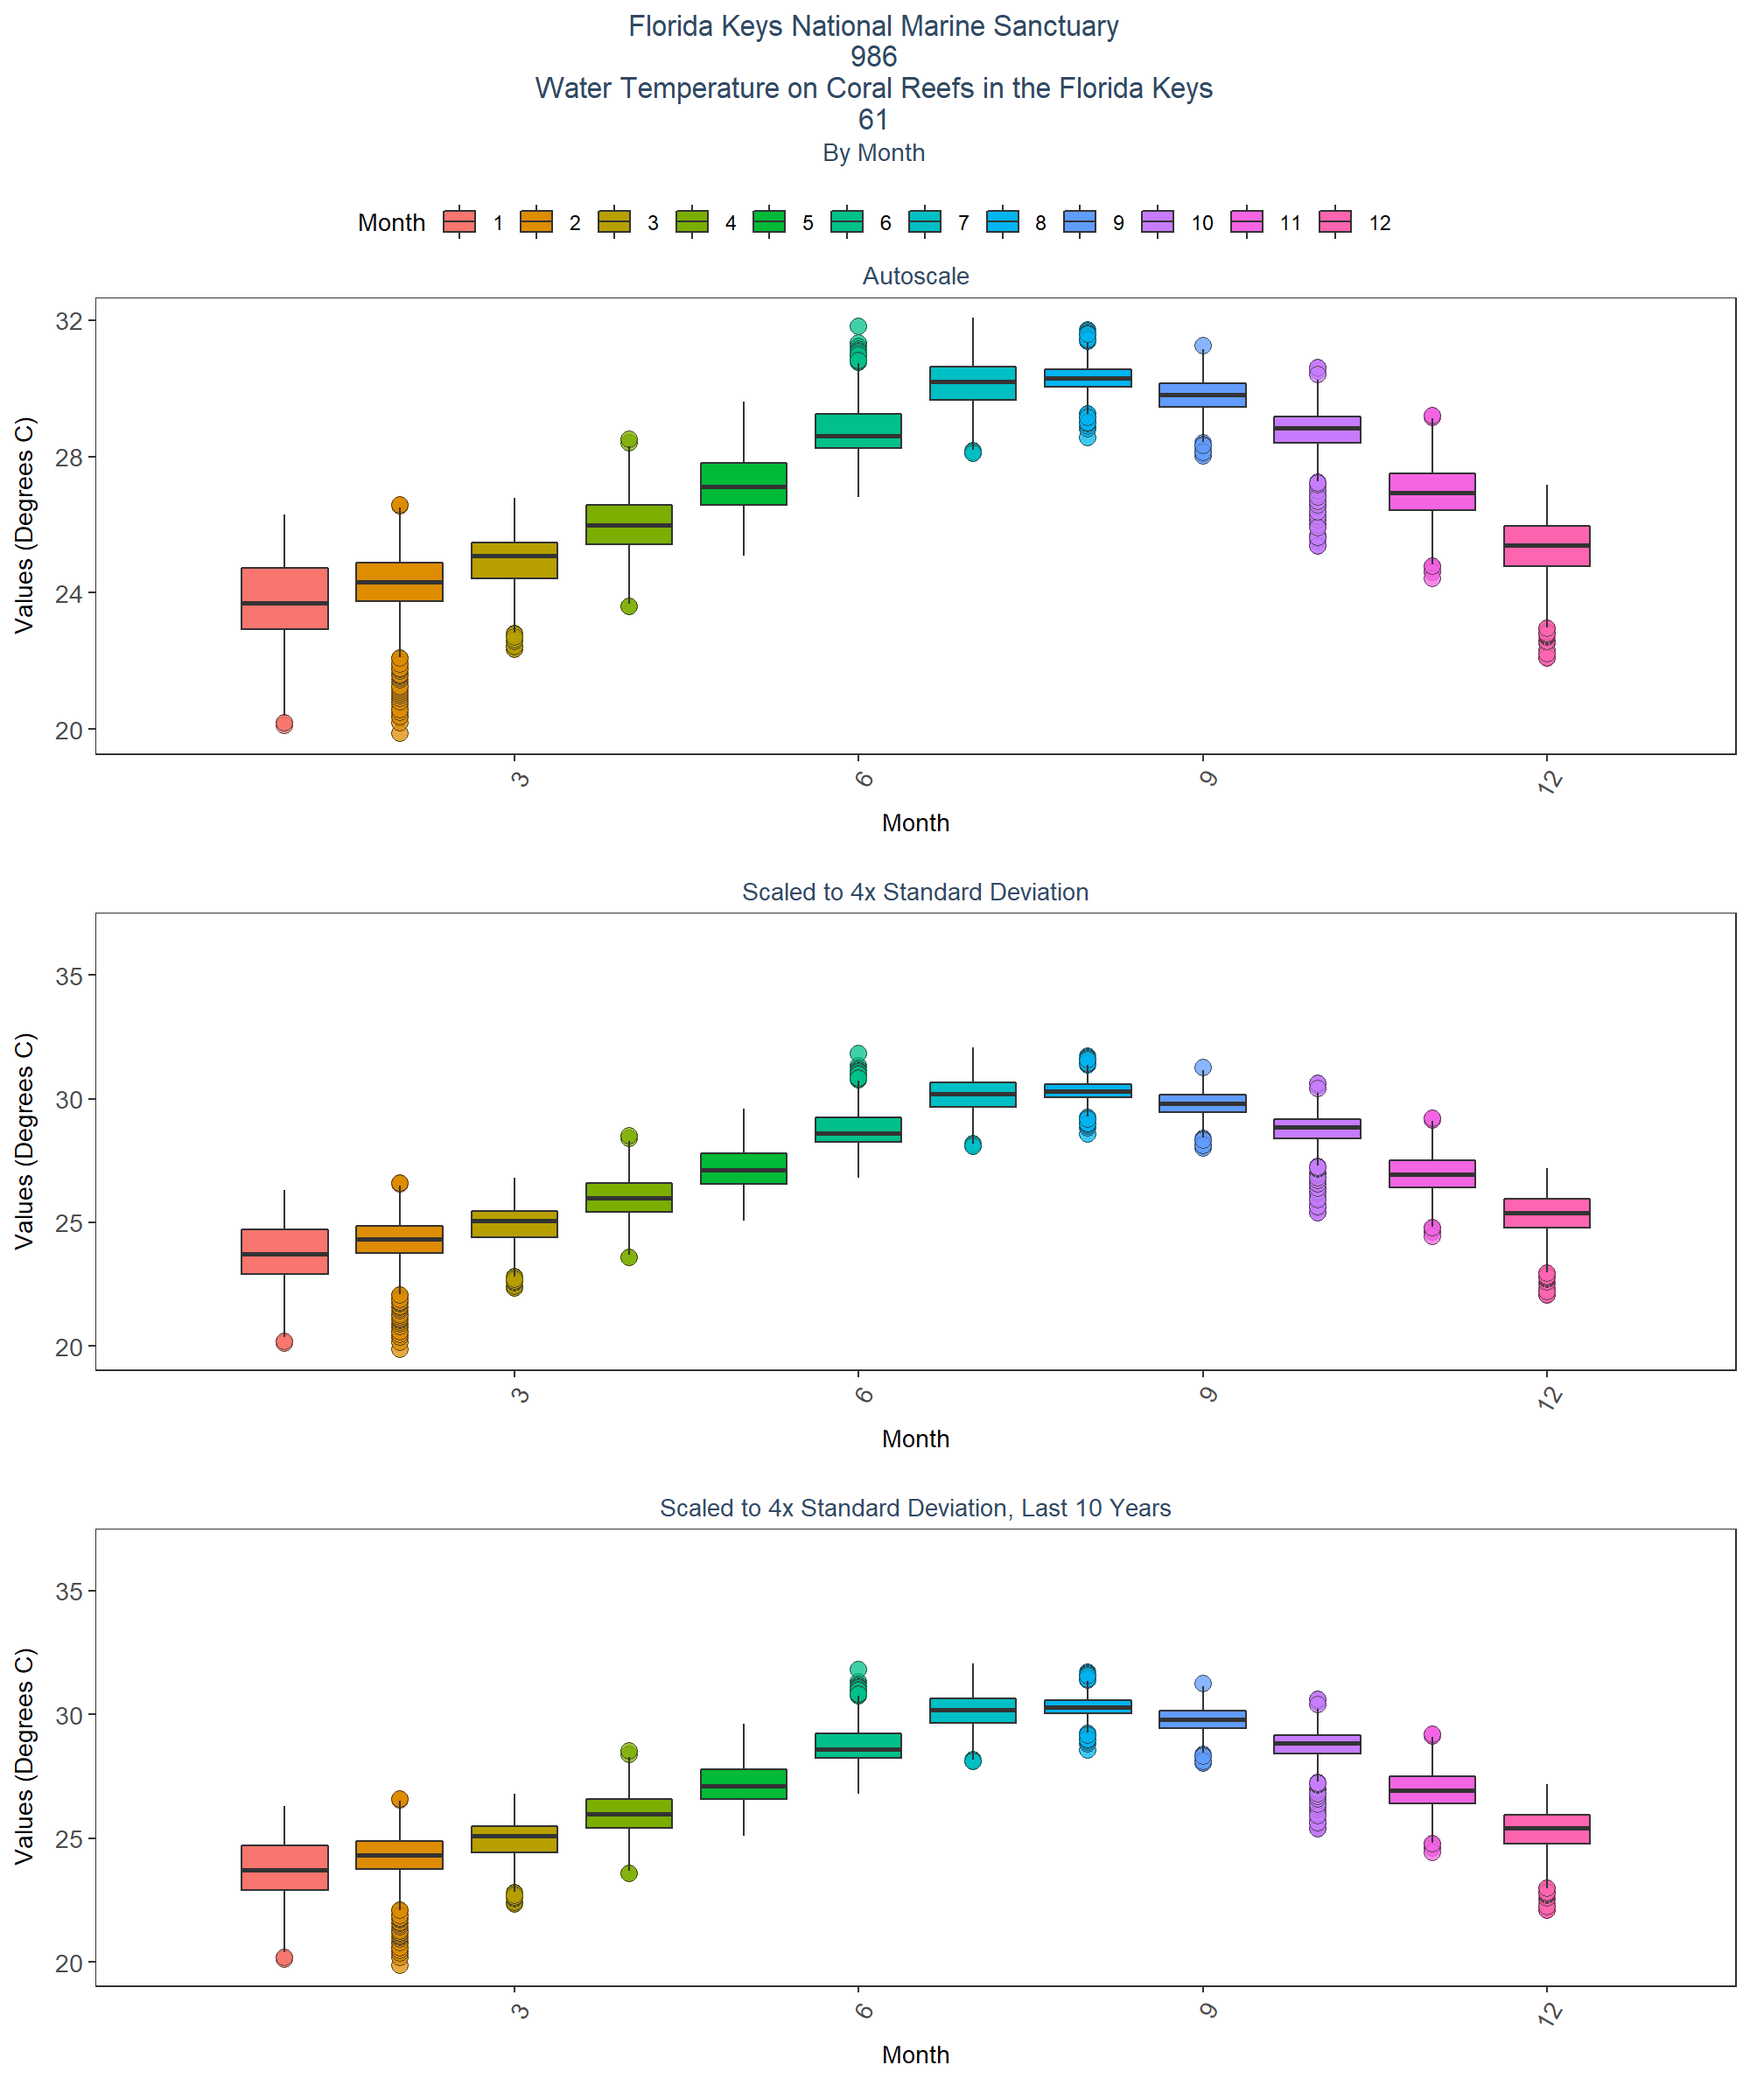 Florida Keys National Marine Sanctuary
986
Water Temperature on Coral Reefs in the Florida Keys
61
By Month
Month 1 2 3 4 5 6 7 8 9 10 11 12
Autoscale
Values (Degrees C)
32
28
24
20
3 6 9 12
Month
Scaled to 4x Standard Deviation
Values (Degrees C)
35
30
25
20
3 6 9 12
Month
Scaled to 4x Standard Deviation, Last 10 Years
Values (Degrees C)
35
30
25
20
3 6 9 12
Month